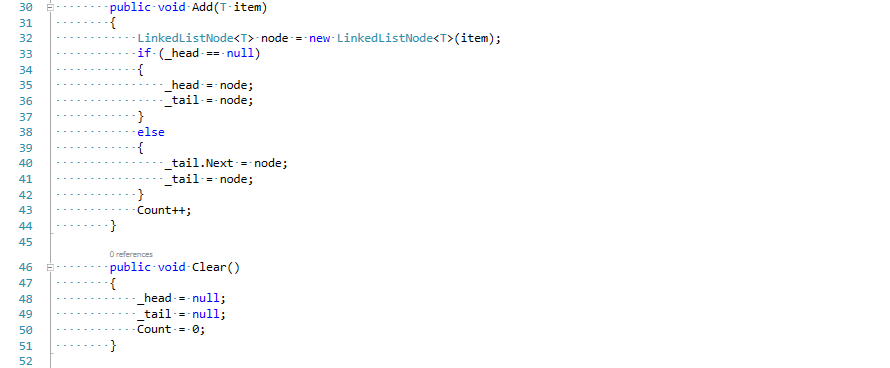 30 public void Add(T item)
31 {
32 LinkedListNode<T> node = new LinkedListNode<T>(item);
33 if (_head == null)
34 {
35 _head = node;
36 _tail = node;
37 }
38 else
39 {
40 _tail.Next = node;
41 _tail = node;
42 }
43 Count++;
44 }
45
0 references
46 public void Clear()
47 {
48 _head = null;
49 _tail = null;
50 Count = 0;
51 }
52